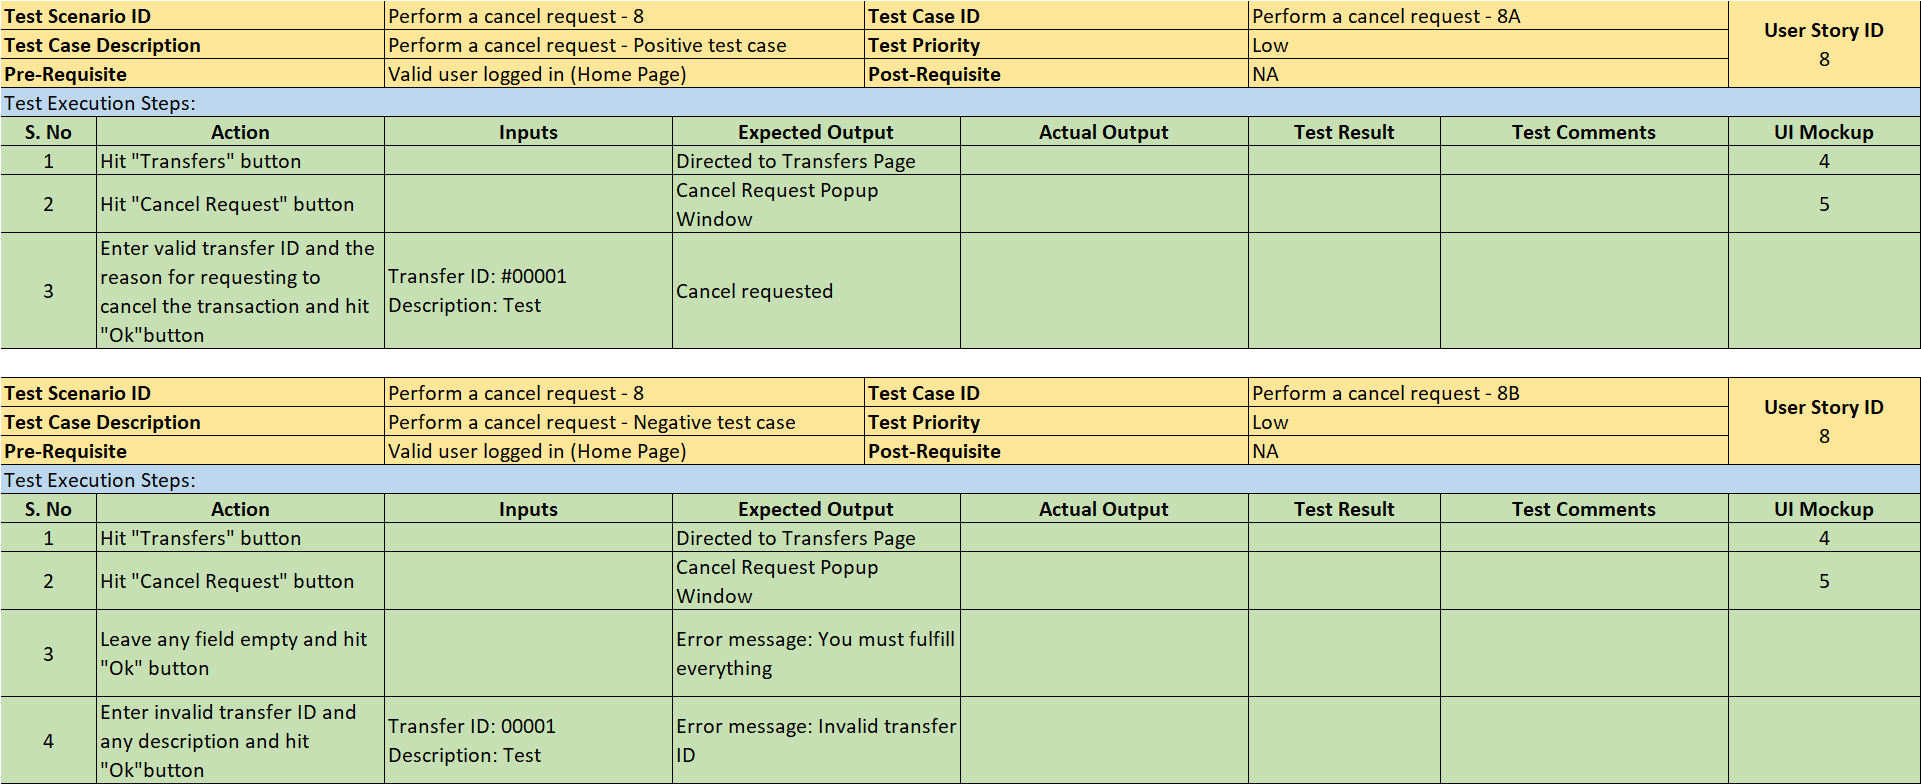 Test Scenario ID Perform a cancel request - 8 Test Case ID Perform a cancel request - 8A User Story ID
Test Case Description Perform a cancel request - Positive test case Test Priority Low 8
Pre-Requisite Valid user logged in (Home Page) Post-Requisite NA
Test Execution Steps:
S. No Action Inputs Expected Output Actual Output Test Result Test Comments UI Mockup
1 Hit "Transfers" button Directed to Transfers Page 4
2 Hit "Cancel Request" button Cancel Request Popup
Window 5
3 Enter valid transfer ID and the
reason for requesting to
cancel the transaction and hit
"Ok"button
Transfer ID: #00001
Description: Test
Cancel requested
Test Scenario ID Perform a cancel request - 8 Test Case ID Perform a cancel request - 8B User Story ID
Test Case Description Perform a cancel request - Negative test case Test Priority Low 8
Pre-Requisite Valid user logged in (Home Page) Post-Requisite NA
Test Execution Steps:
S. No Action Inputs Expected Output Actual Output Test Result Test Comments UI Mockup
1 Hit "Transfers" button Directed to Transfers Page 4
2 Hit "Cancel Request" button Cancel Request Popup
Window 5
3 Leave any field empty and hit
"Ok" button
Error message: You must fulfill
everything
4 Enter invalid transfer ID and
any description and hit
"Ok"button
Transfer ID: 00001
Description: Test
Error message: Invalid transfer
ID